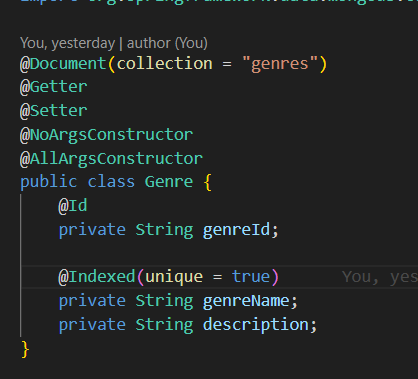 You, yesterday | author (You)
@Document(collection = "genres")
@Getter
@Setter
@NoArgsConstructor
@AllArgsConstructor
public class Genre {
@Id
private String genreId;
@Indexed(unique = true) You, yes
private String genreName;
private String description;
}